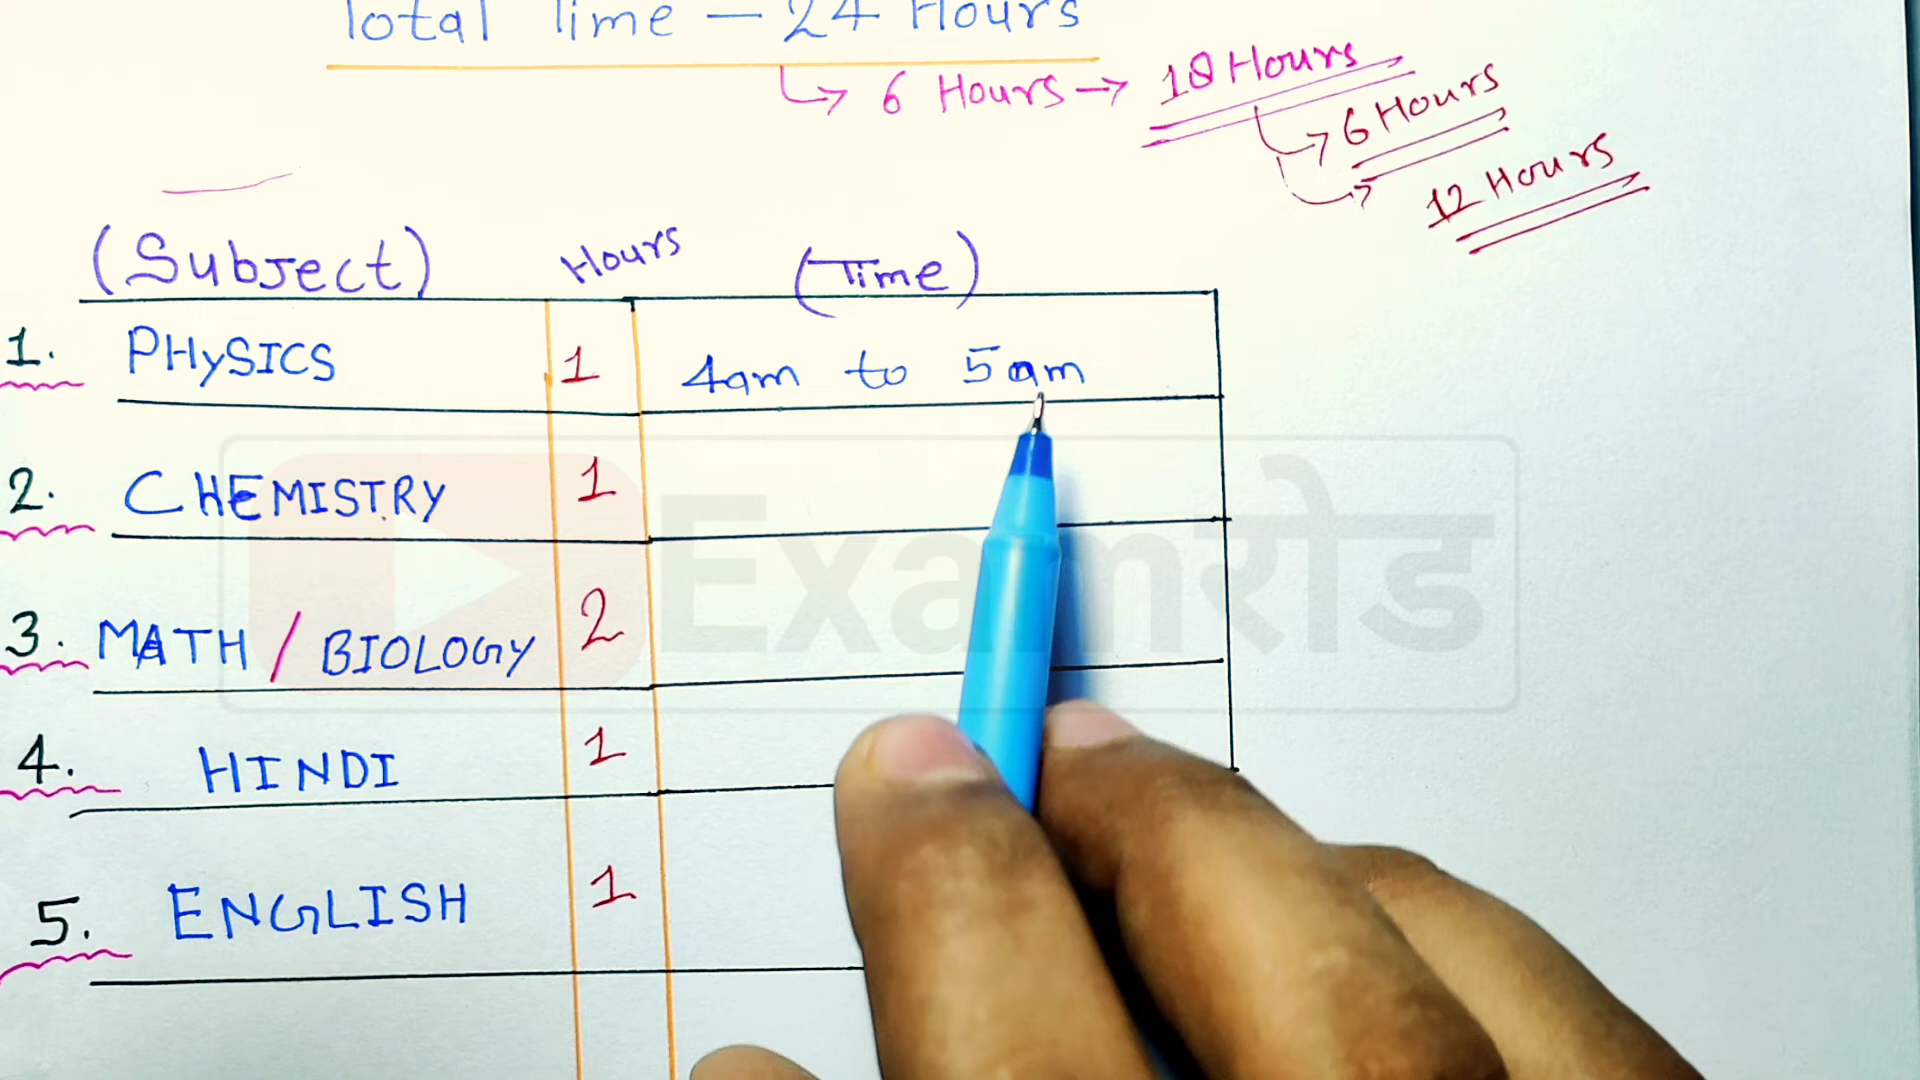 Total Time – 24 Hours
↳ 6 Hours → 18 Hours
↳ 6 Hours
→ 12 Hours
(Subject) Hours (Time)
1. PHYSICS 1 4am to 5am
2. CHEMISTRY 1
Examरोड
3. MATH / BIOLOGY 2
4. HINDI 1
5. ENGLISH 1